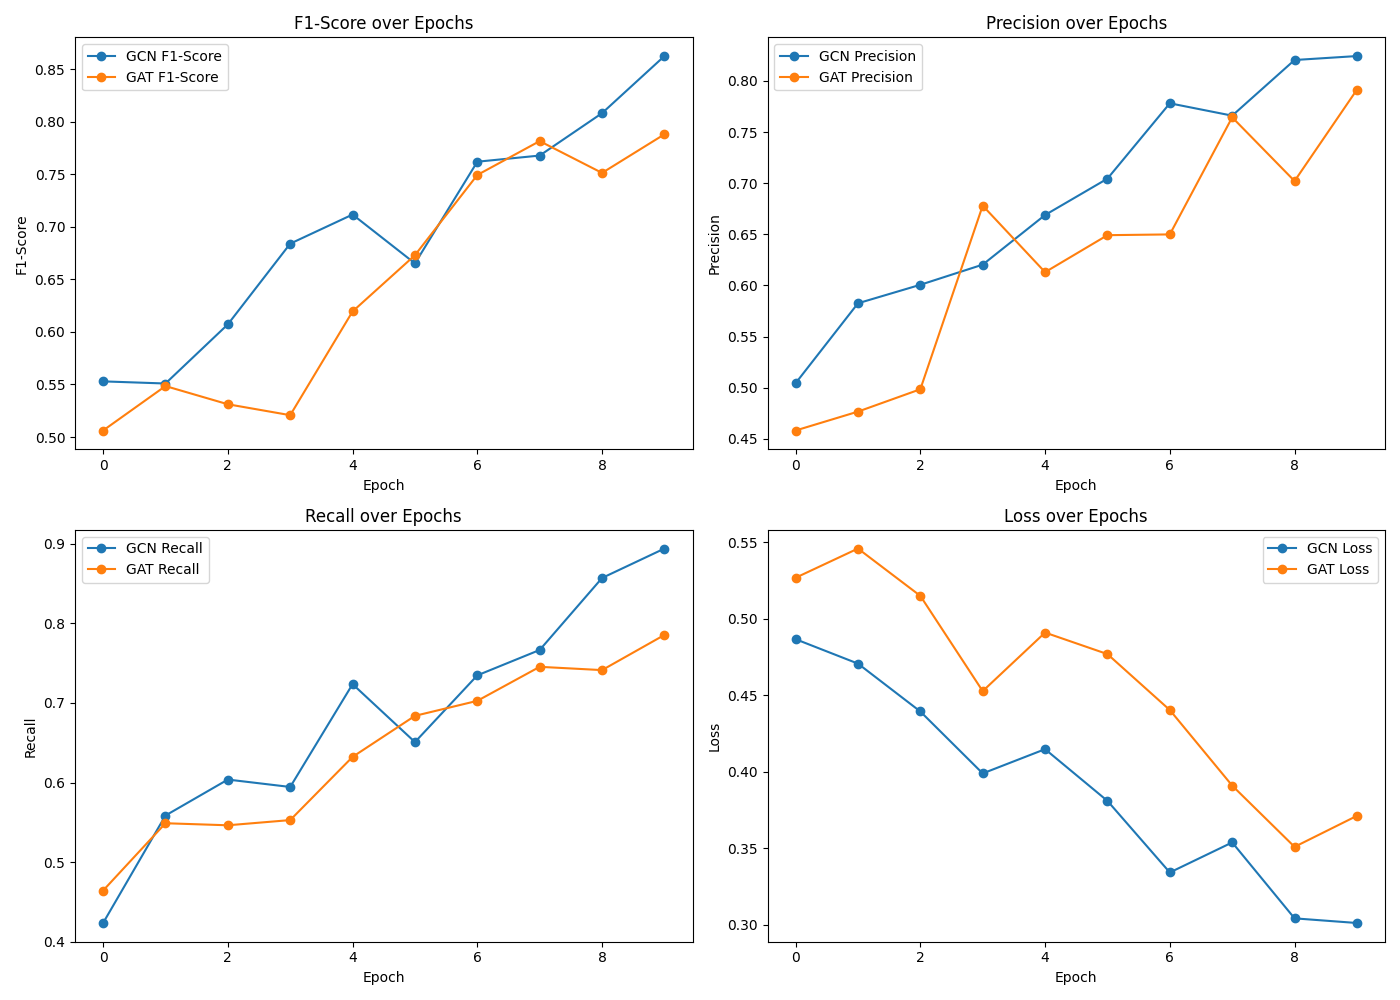 F1-Score over Epochs
GCN F1-Score
GAT F1-Score
0.85
0.80
0.75
0.70
0.65
0.60
0.55
0.50
F1-Score
0 2 4 6 8
Epoch
Precision over Epochs
GCN Precision
GAT Precision
0.80
0.75
0.70
0.65
0.60
0.55
0.50
0.45
Precision
0 2 4 6 8
Epoch
Recall over Epochs
GCN Recall
GAT Recall
0.9
0.8
0.7
0.6
0.5
0.4
Recall
0 2 4 6 8
Epoch
Loss over Epochs
GCN Loss
GAT Loss
0.55
0.50
0.45
0.40
0.35
0.30
Loss
0 2 4 6 8
Epoch